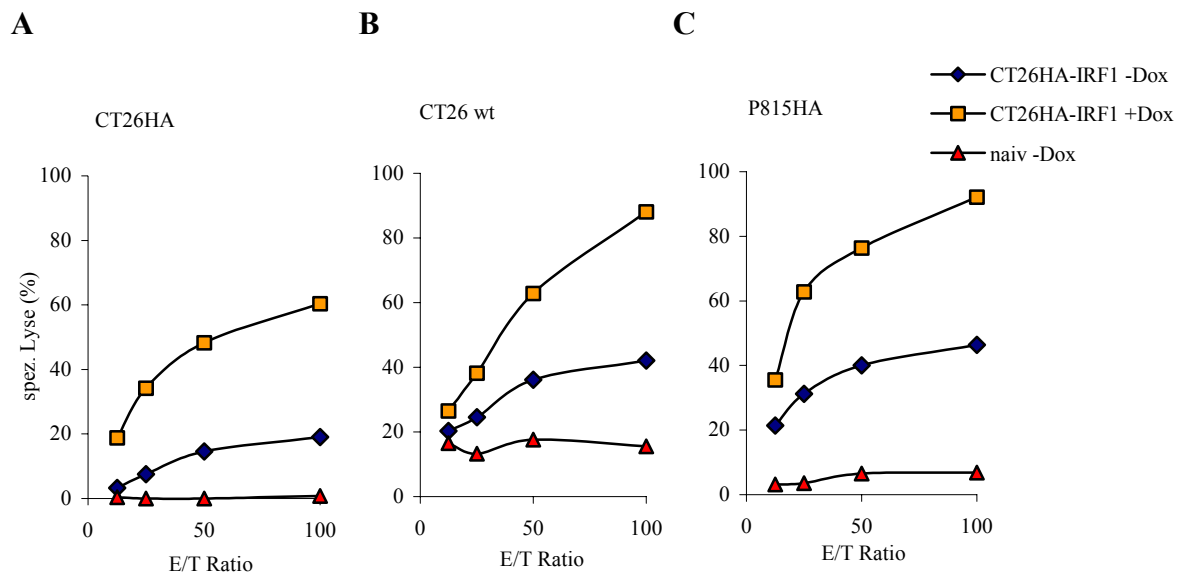 A
B
C
CT26HA-IRF1 -Dox
CT26HA-IRF1 +Dox
naiv -Dox
CT26HA
CT26 wt
P815HA
spez. Lyse (%)
100
80
60
40
20
0
0
50
100
E/T Ratio
100
80
60
40
20
0
0
50
100
E/T Ratio
100
80
60
40
20
0
0
50
100
E/T Ratio